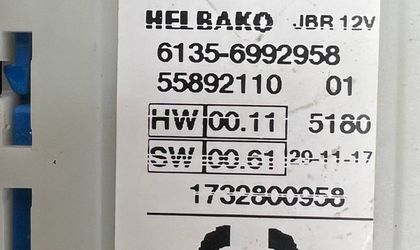 HELBAKO JBR 12V
6135-6992958
55892110 01
HW 00.11 5180
SW 00.61 29-11-17
1732800958